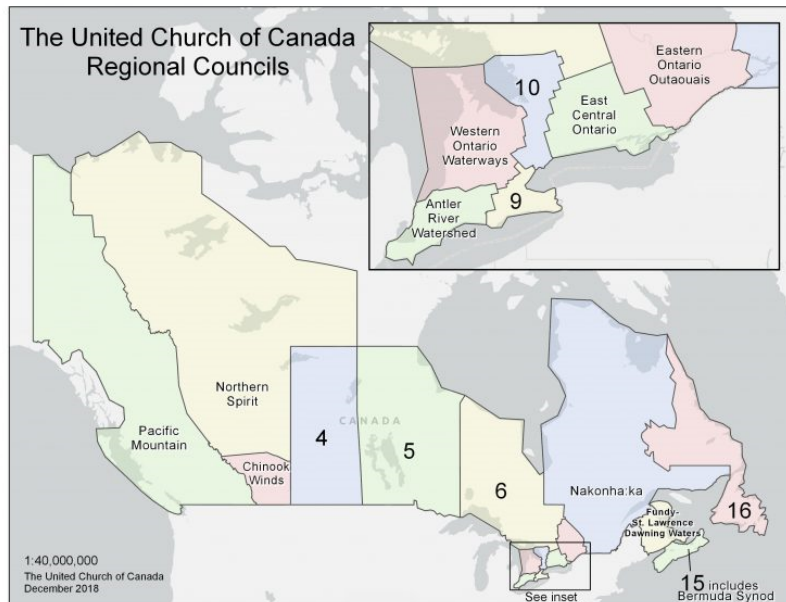 The United Church of Canada
Regional Councils
10
Eastern
Ontario
Outaouais
East
Central
Ontario
Western
Ontario
Waterways
Antler
River
Watershed
9
Northern
Spirit
Pacific
Mountain
Chinook
Winds
4
CANADA
5
6
Nakonha:ka
16
Fundy-
St. Lawrence
Dawning Waters
15 includes
Bermuda Synod
See inset
1:40,000,000
The United Church of Canada
December 2018